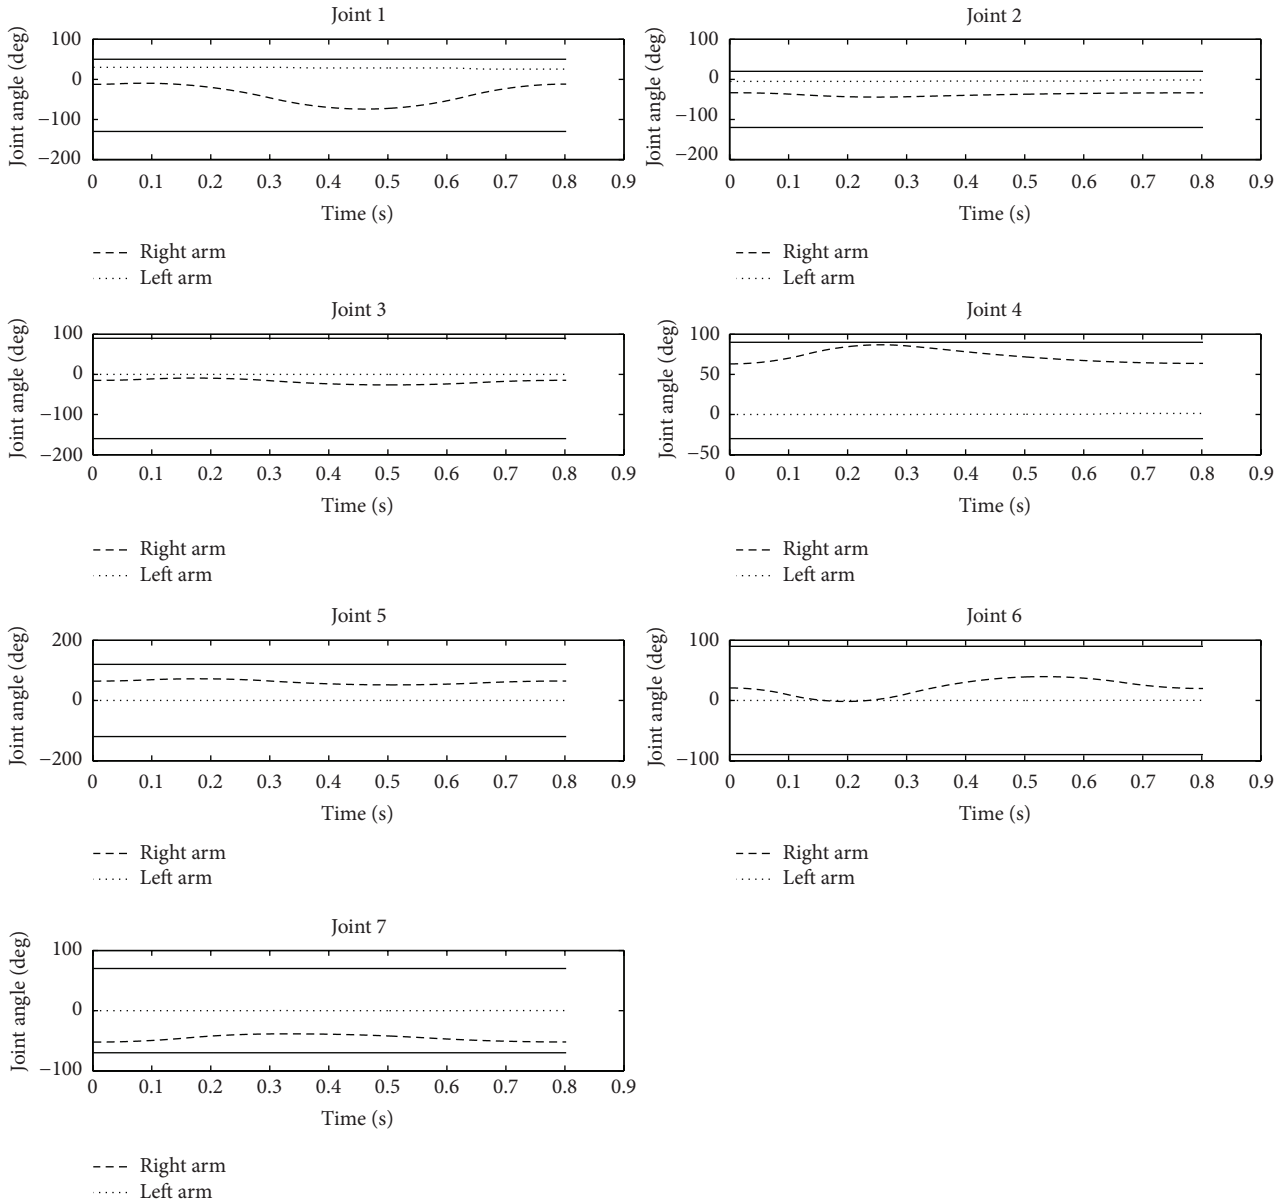 Joint 1
Joint angle (deg)
100
0
−100
−200
0 0.1 0.2 0.3 0.4 0.5 0.6 0.7 0.8 0.9
Time (s)
Right arm
Left arm
Joint 2
Joint angle (deg)
100
0
−100
−200
0 0.1 0.2 0.3 0.4 0.5 0.6 0.7 0.8 0.9
Time (s)
Right arm
Left arm
Joint 3
Joint angle (deg)
100
0
−100
−200
0 0.1 0.2 0.3 0.4 0.5 0.6 0.7 0.8 0.9
Time (s)
Right arm
Left arm
Joint 4
Joint angle (deg)
100
50
0
−50
0 0.1 0.2 0.3 0.4 0.5 0.6 0.7 0.8 0.9
Time (s)
Right arm
Left arm
Joint 5
Joint angle (deg)
200
0
−200
0 0.1 0.2 0.3 0.4 0.5 0.6 0.7 0.8 0.9
Time (s)
Right arm
Left arm
Joint 6
Joint angle (deg)
100
0
−100
0 0.1 0.2 0.3 0.4 0.5 0.6 0.7 0.8 0.9
Time (s)
Right arm
Left arm
Joint 7
Joint angle (deg)
100
0
−100
0 0.1 0.2 0.3 0.4 0.5 0.6 0.7 0.8 0.9
Time (s)
Right arm
Left arm